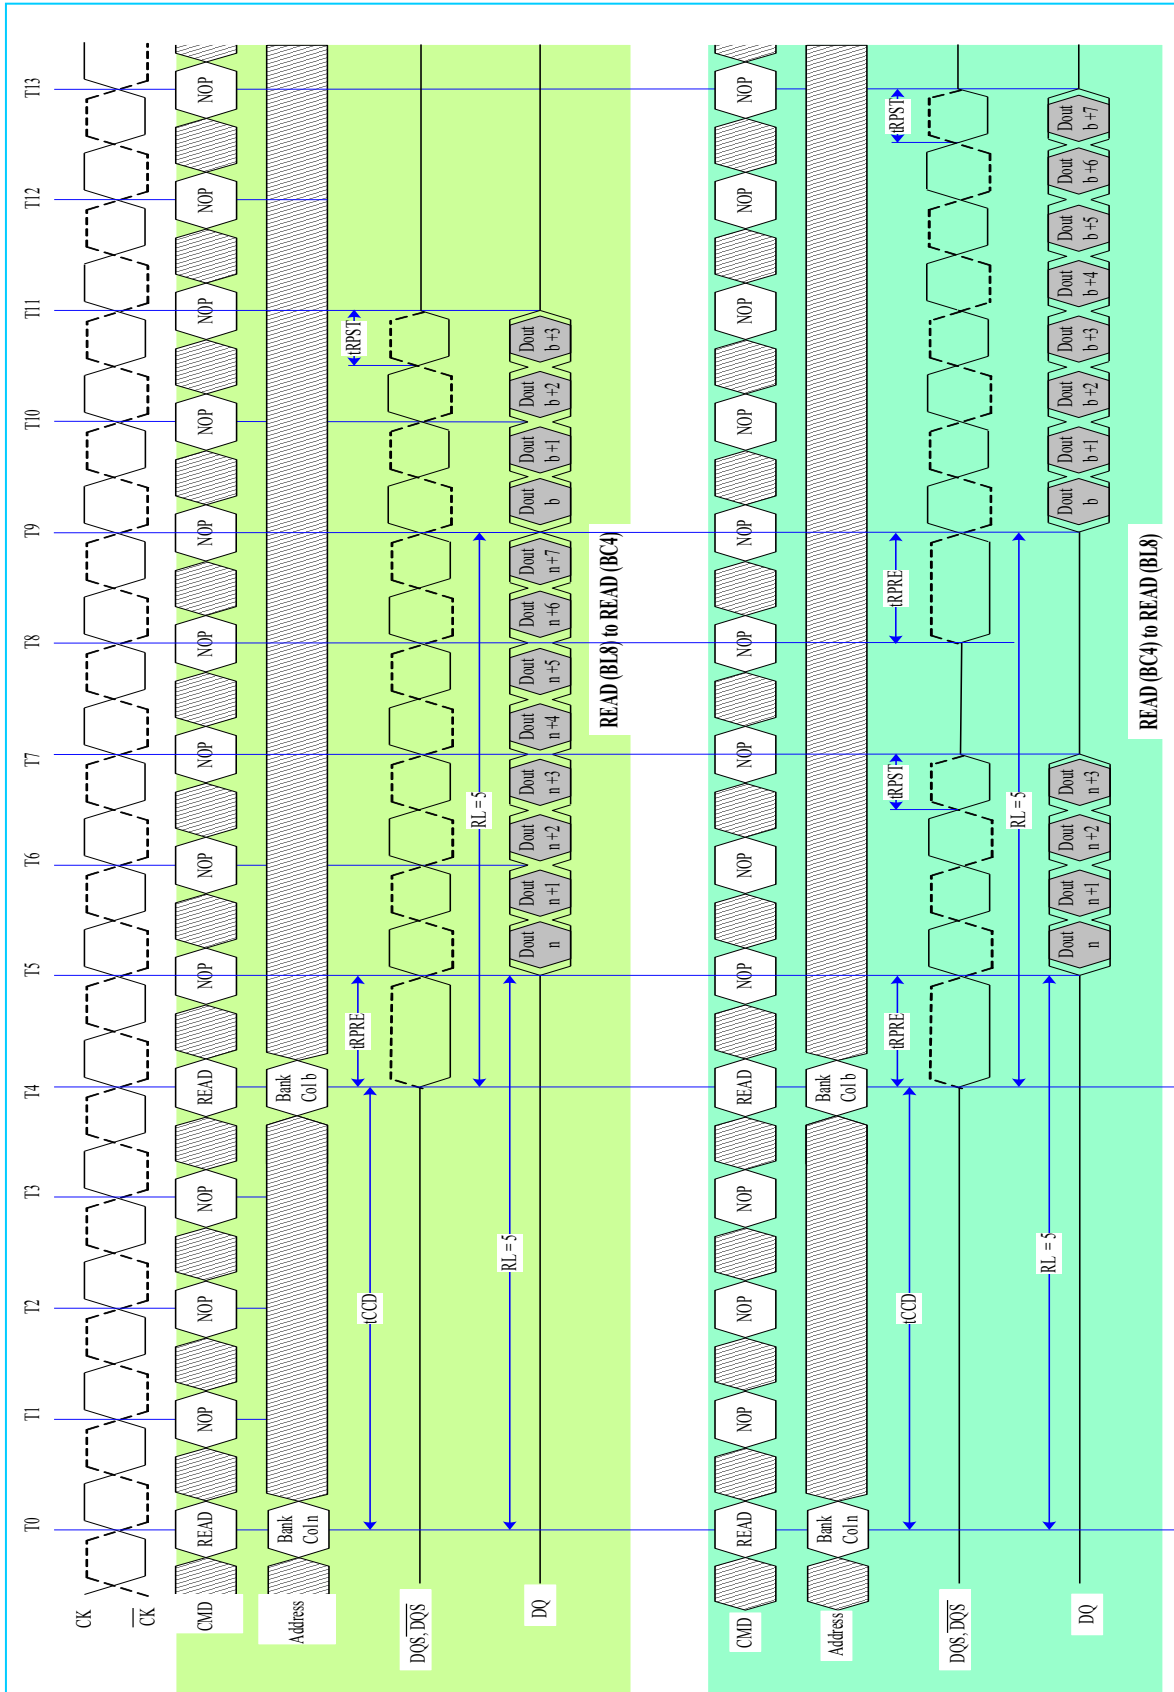 T0 T1 T2 T3 T4 T5 T6 T7 T8 T9 T10 T11 T12 T13
CK
CK
CMD READ NOP NOP NOP READ NOP NOP NOP NOP NOP NOP NOP NOP NOP
Address Bank Col n Bank Col b
tCCD tRPRE tRPST
DQS, DQS
RL = 5
DQ RL = 5
Dout n Dout n+1 Dout n+2 Dout n+3 Dout n+4 Dout n+5 Dout n+6 Dout n+7 Dout b Dout b+1 Dout b+2 Dout b+3
READ (BL8) to READ (BC4)
CMD READ NOP NOP NOP READ NOP NOP NOP NOP NOP NOP NOP NOP NOP
Address Bank Col n Bank Col b
tCCD tRPRE tRPST tRPRE tRPST
DQS, DQS
RL = 5
RL = 5
DQ Dout n Dout n+1 Dout n+2 Dout n+3 Dout b Dout b+1 Dout b+2 Dout b+3 Dout b+4 Dout b+5 Dout b+6 Dout b+7
READ (BC4) to READ (BL8)